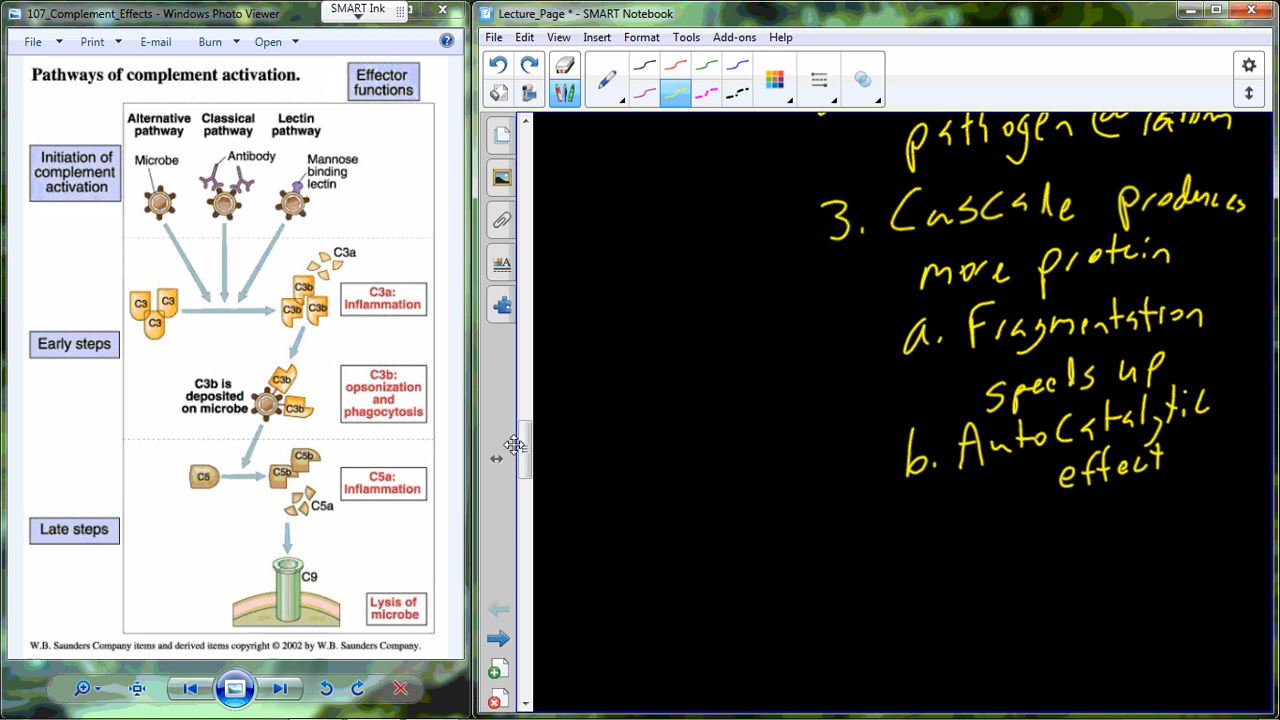 107_Complement_Effects - Windows Photo Viewer
SMART Ink
File Print E-mail Burn Open
Pathways of complement activation.
Effector
functions
Alternative
pathway
Classical
pathway
Lectin
pathway
Initiation of
complement
activation
Microbe
Antibody
Mannose
binding
lectin
C3a
C3 C3
C3
C3b
C3b C3b
C3a:
Inflammation
Early steps
C3b is
deposited
on microbe
C3b
C3b
C3b:
opsonization
and
phagocytosis
C5
C5b
C5b
C5a
C5a:
Inflammation
Late steps
C9
Lysis of
microbe
W.B. Saunders Company items and derived items copyright © 2002 by W.B. Saunders Company.
Lecture_Page * - SMART Notebook
File Edit View Insert Format Tools Add-ons Help
pathogen @
3. Cascade produces
more protein
a. Fragmentation
speeds up
b. AutoCatalytic
effect